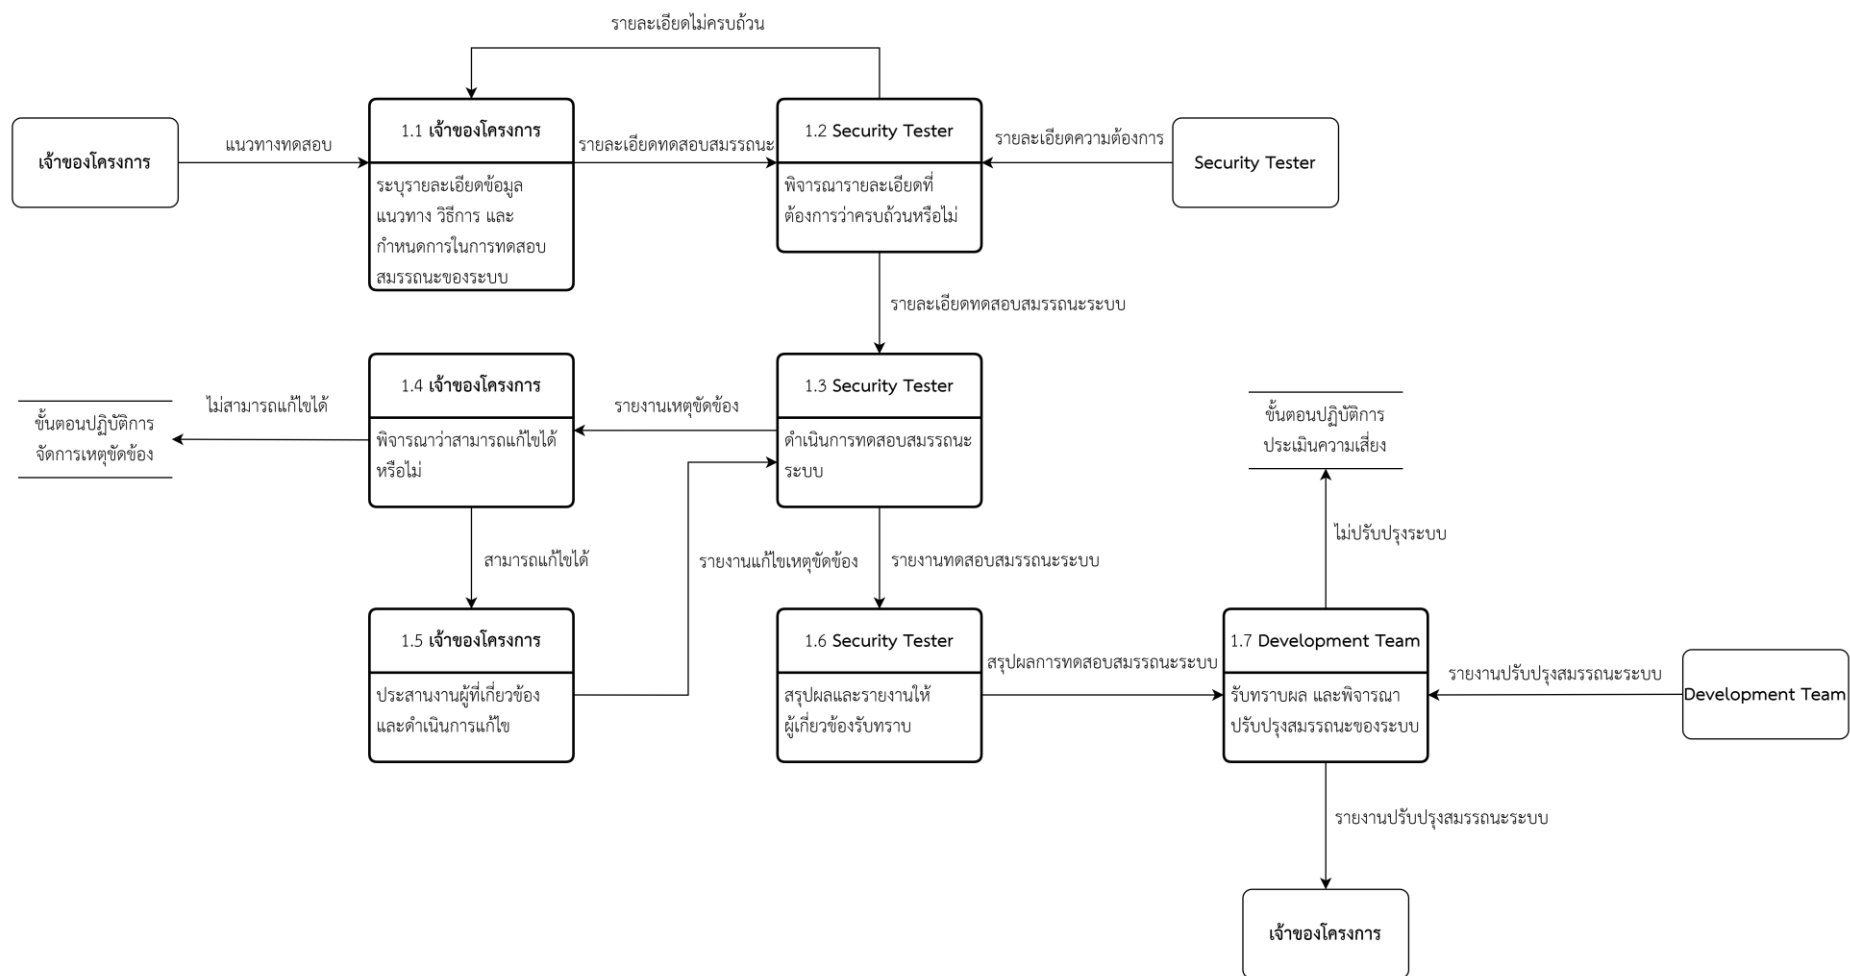 รายละเอียดไม่ครบถ้วน
เจ้าของโครงการ
แนวทางทดสอบ
1.1 เจ้าของโครงการ
ระบุรายละเอียดข้อมูล
แนวทาง วิธีการ และ
กำหนดการในการทดสอบ
สมรรถนะของระบบ
รายละเอียดทดสอบสมรรถนะ
1.2 Security Tester
พิจารณารายละเอียดที่
ต้องการว่าครบถ้วนหรือไม่
รายละเอียดความต้องการ
Security Tester
รายละเอียดทดสอบสมรรถนะระบบ
ขั้นตอนปฏิบัติการ
จัดการเหตุขัดข้อง
ไม่สามารถแก้ไขได้
1.4 เจ้าของโครงการ
พิจารณาว่าสามารถแก้ไขได้
หรือไม่
รายงานเหตุขัดข้อง
1.3 Security Tester
ดำเนินการทดสอบสมรรถนะ
ระบบ
ขั้นตอนปฏิบัติการ
ประเมินความเสี่ยง
ไม่ปรับปรุงระบบ
สามารถแก้ไขได้
รายงานแก้ไขเหตุขัดข้อง
รายงานทดสอบสมรรถนะระบบ
1.5 เจ้าของโครงการ
ประสานงานผู้ที่เกี่ยวข้อง
และดำเนินการแก้ไข
1.6 Security Tester
สรุปผลและรายงานให้
ผู้เกี่ยวข้องรับทราบ
สรุปผลการทดสอบสมรรถนะระบบ
1.7 Development Team
รับทราบผล และพิจารณา
ปรับปรุงสมรรถนะของระบบ
รายงานปรับปรุงสมรรถนะระบบ
Development Team
รายงานปรับปรุงสมรรถนะระบบ
เจ้าของโครงการ